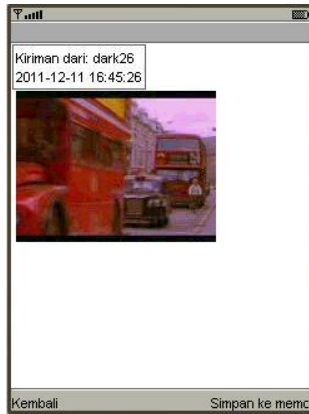 Kiriman dari: dark26
2011-12-11 16:45:26
Kembali
Simpan ke memo